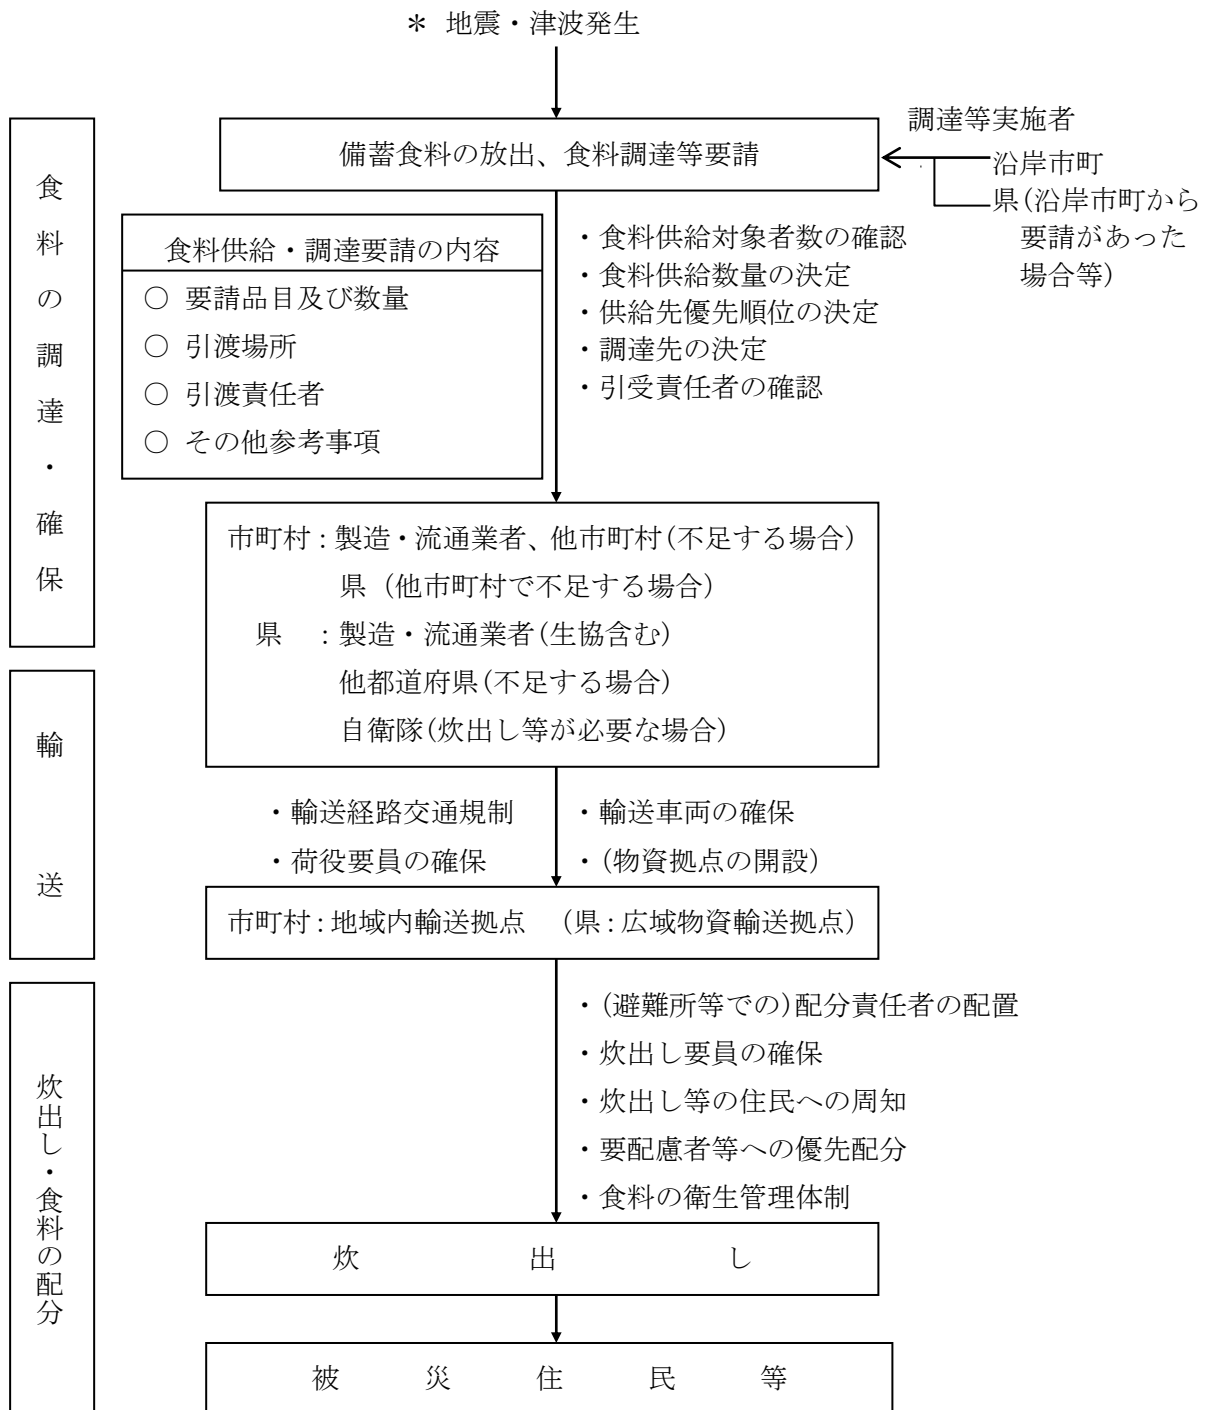 ＊ 地震・津波発生
食料の調達・確保
備蓄食料の放出、食料調達等要請
調達等実施者
沿岸市町
県(沿岸市町から
要請があった
場合等)
食料供給・調達要請の内容
○ 要請品目及び数量
○ 引渡場所
○ 引渡責任者
○ その他参考事項
・食料供給対象者数の確認
・食料供給数量の決定
・供給先優先順位の決定
・調達先の決定
・引受責任者の確認
市町村:製造・流通業者、他市町村(不足する場合)
県 (他市町村で不足する場合)
県 :製造・流通業者(生協含む)
他都道府県(不足する場合)
自衛隊(炊出し等が必要な場合)
輸送
・輸送経路交通規制
・荷役要員の確保
・輸送車両の確保
・(物資拠点の開設)
市町村:地域内輸送拠点 (県:広域物資輸送拠点)
炊出し・食料の配分
・(避難所等での)配分責任者の配置
・炊出し要員の確保
・炊出し等の住民への周知
・要配慮者等への優先配分
・食料の衛生管理体制
炊出し
被災住民等